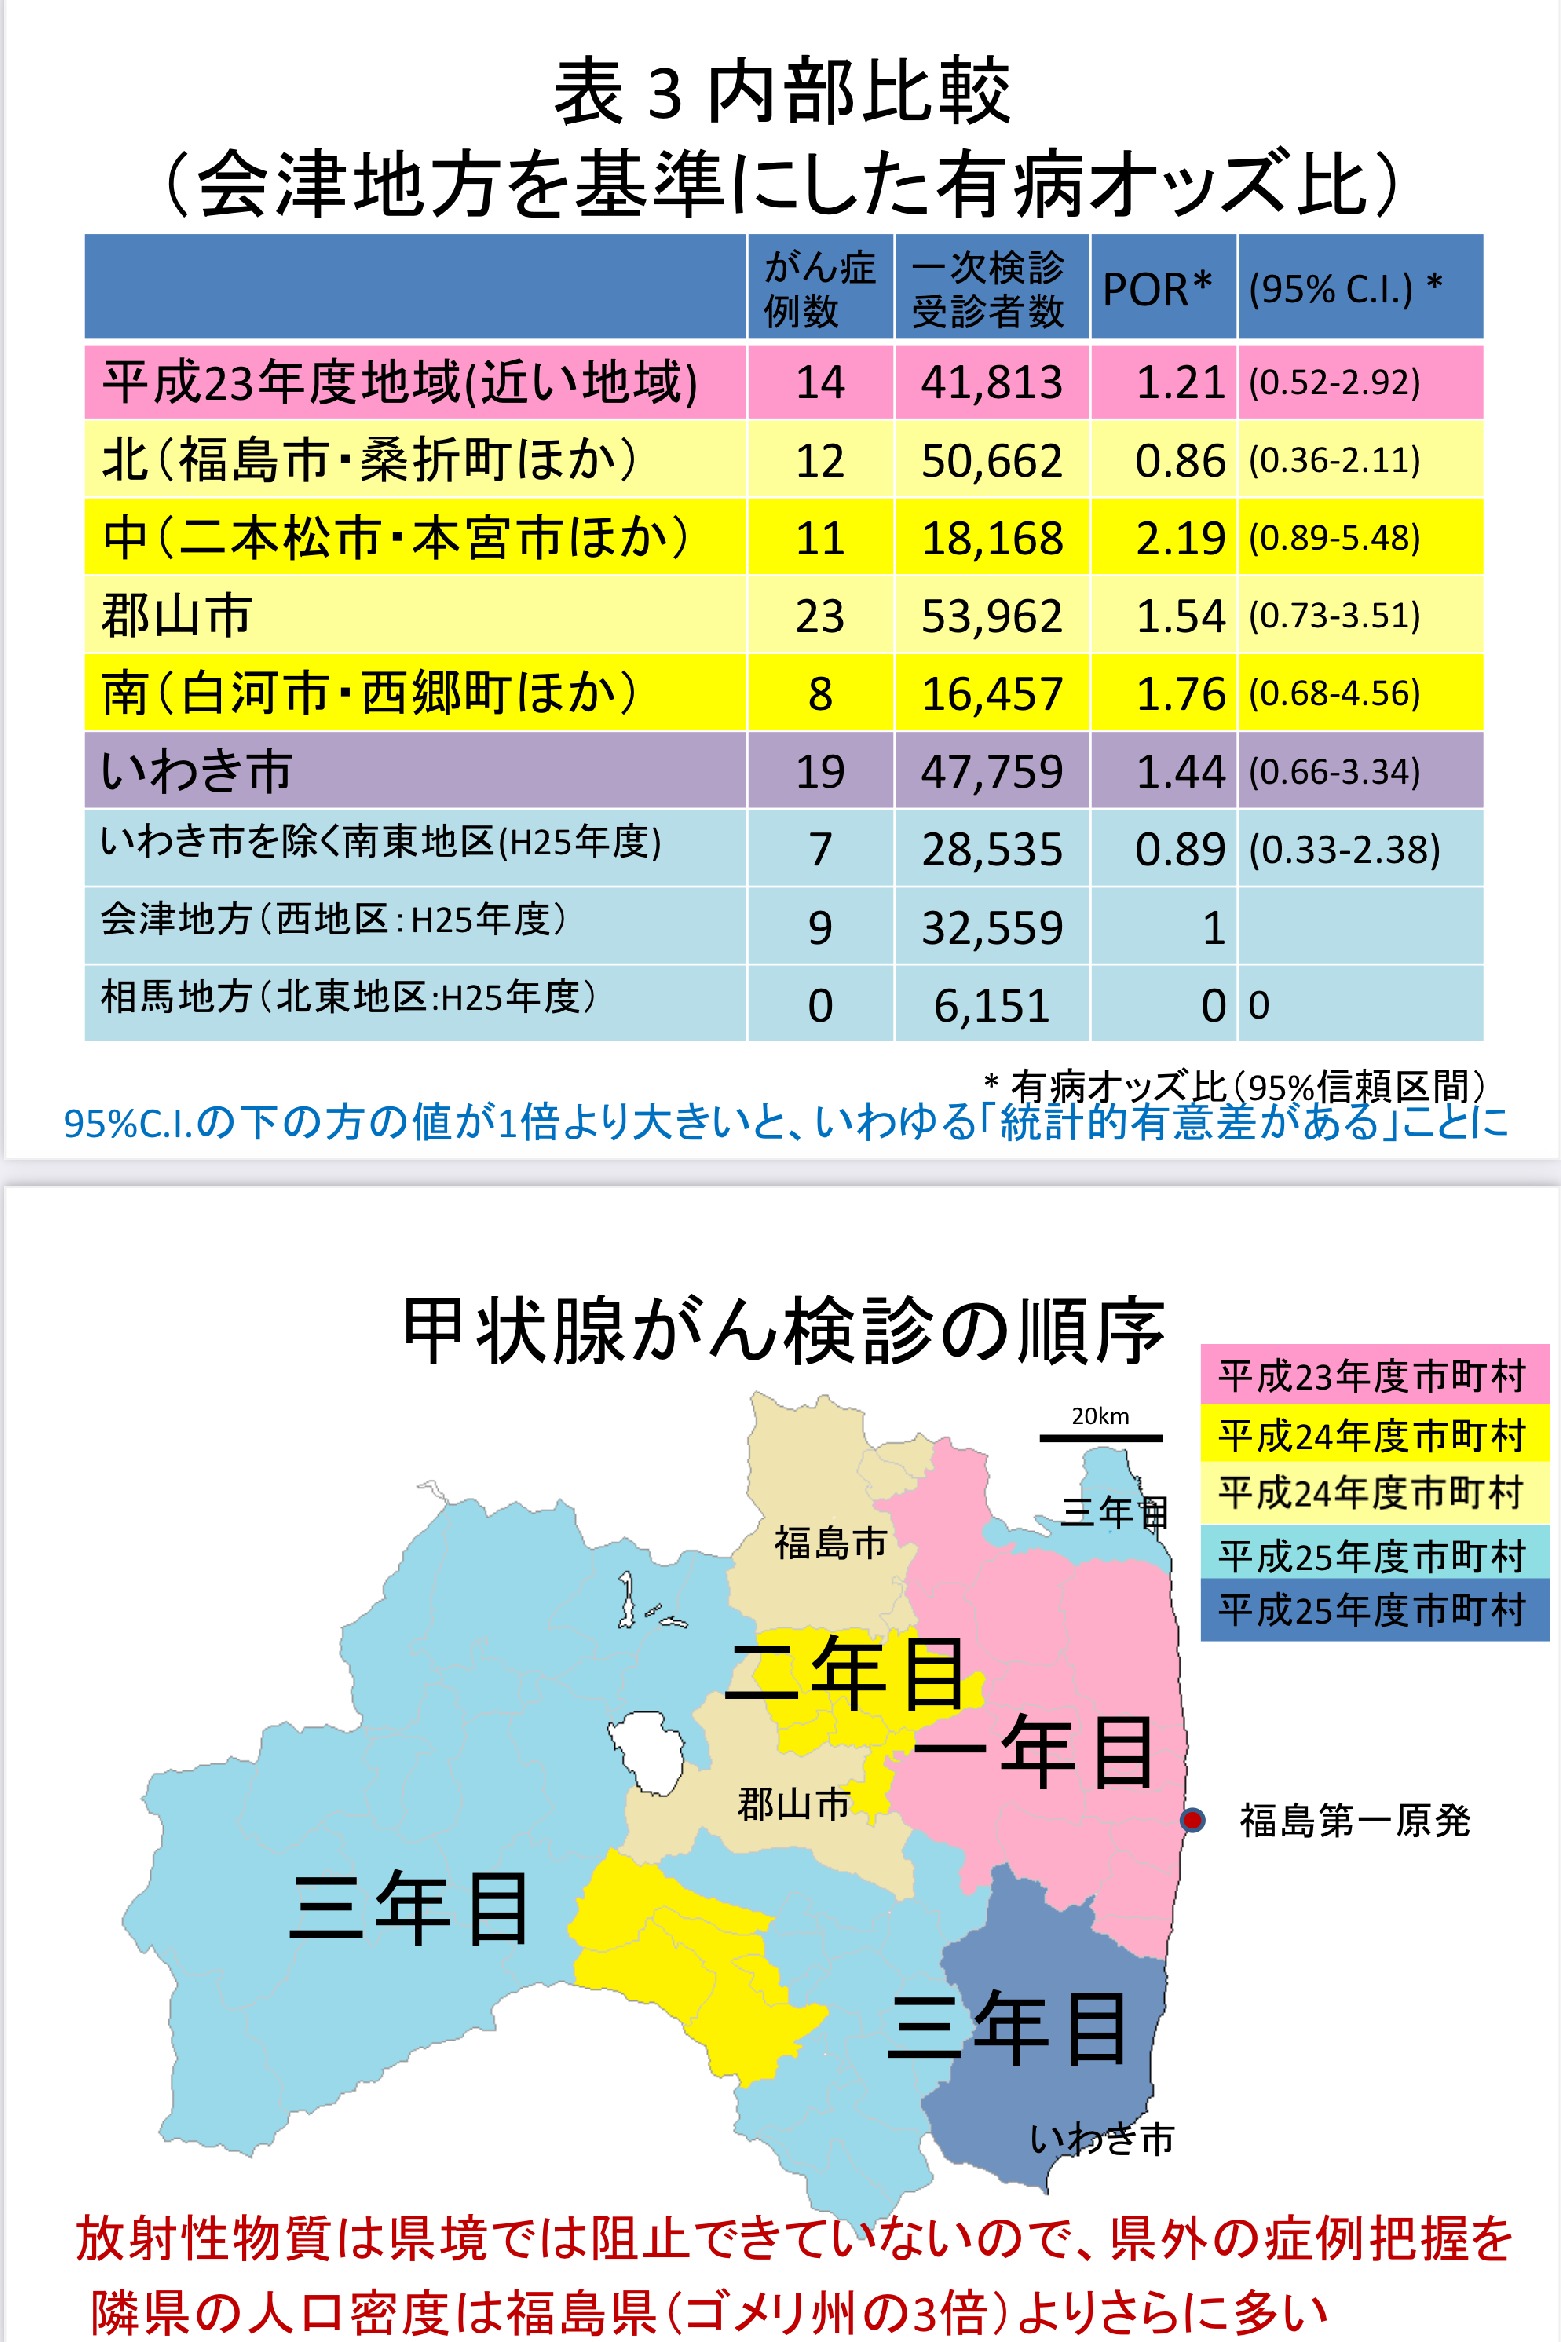 表 3 内部比較
（会津地方を基準にした有病オッズ比）
がん症例数 一次検診受診者数 POR* (95% C.I.) *
平成23年度地域(近い地域) 14 41,813 1.21 (0.52-2.92)
北（福島市・桑折町ほか） 12 50,662 0.86 (0.36-2.11)
中（二本松市・本宮市ほか） 11 18,168 2.19 (0.89-5.48)
郡山市 23 53,962 1.54 (0.73-3.51)
南（白河市・西郷町ほか） 8 16,457 1.76 (0.68-4.56)
いわき市 19 47,759 1.44 (0.66-3.34)
いわき市を除く南東地区(H25年度) 7 28,535 0.89 (0.33-2.38)
会津地方（西地区：H25年度） 9 32,559 1
相馬地方（北東地区:H25年度） 0 6,151 0 0
* 有病オッズ比（95%信頼区間）
95%C.I.の下の方の値が1倍より大きいと、いわゆる「統計的有意差がある」ことに
甲状腺がん検診の順序
平成23年度市町村
平成24年度市町村
平成24年度市町村
平成25年度市町村
平成25年度市町村
20km
三年目
福島市
二年目
一年目
郡山市
福島第一原発
三年目
三年目
いわき市
放射性物質は県境では阻止できていないので、県外の症例把握を
隣県の人口密度は福島県（ゴメリ州の3倍）よりさらに多い